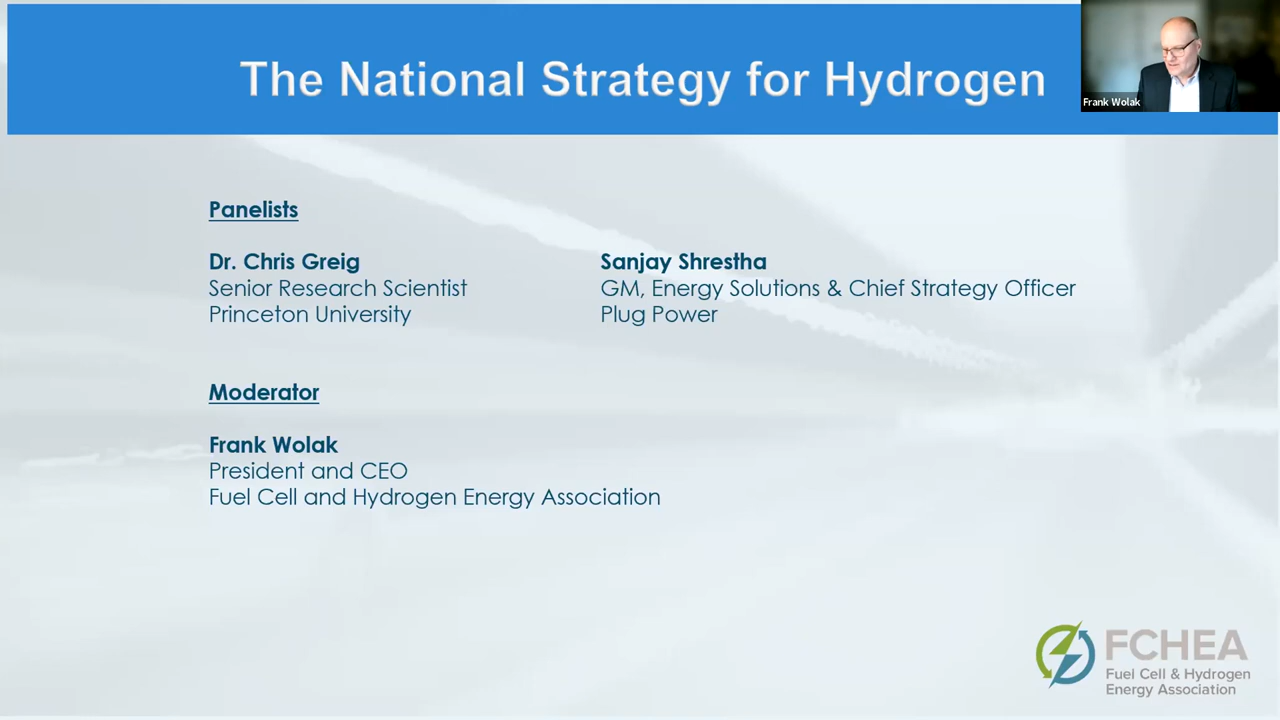 The National Strategy for Hydrogen
Frank Wolak
Panelists
Dr. Chris Greig
Senior Research Scientist
Princeton University
Sanjay Shrestha
GM, Energy Solutions & Chief Strategy Officer
Plug Power
Moderator
Frank Wolak
President and CEO
Fuel Cell and Hydrogen Energy Association
FCHEA
Fuel Cell & Hydrogen
Energy Association